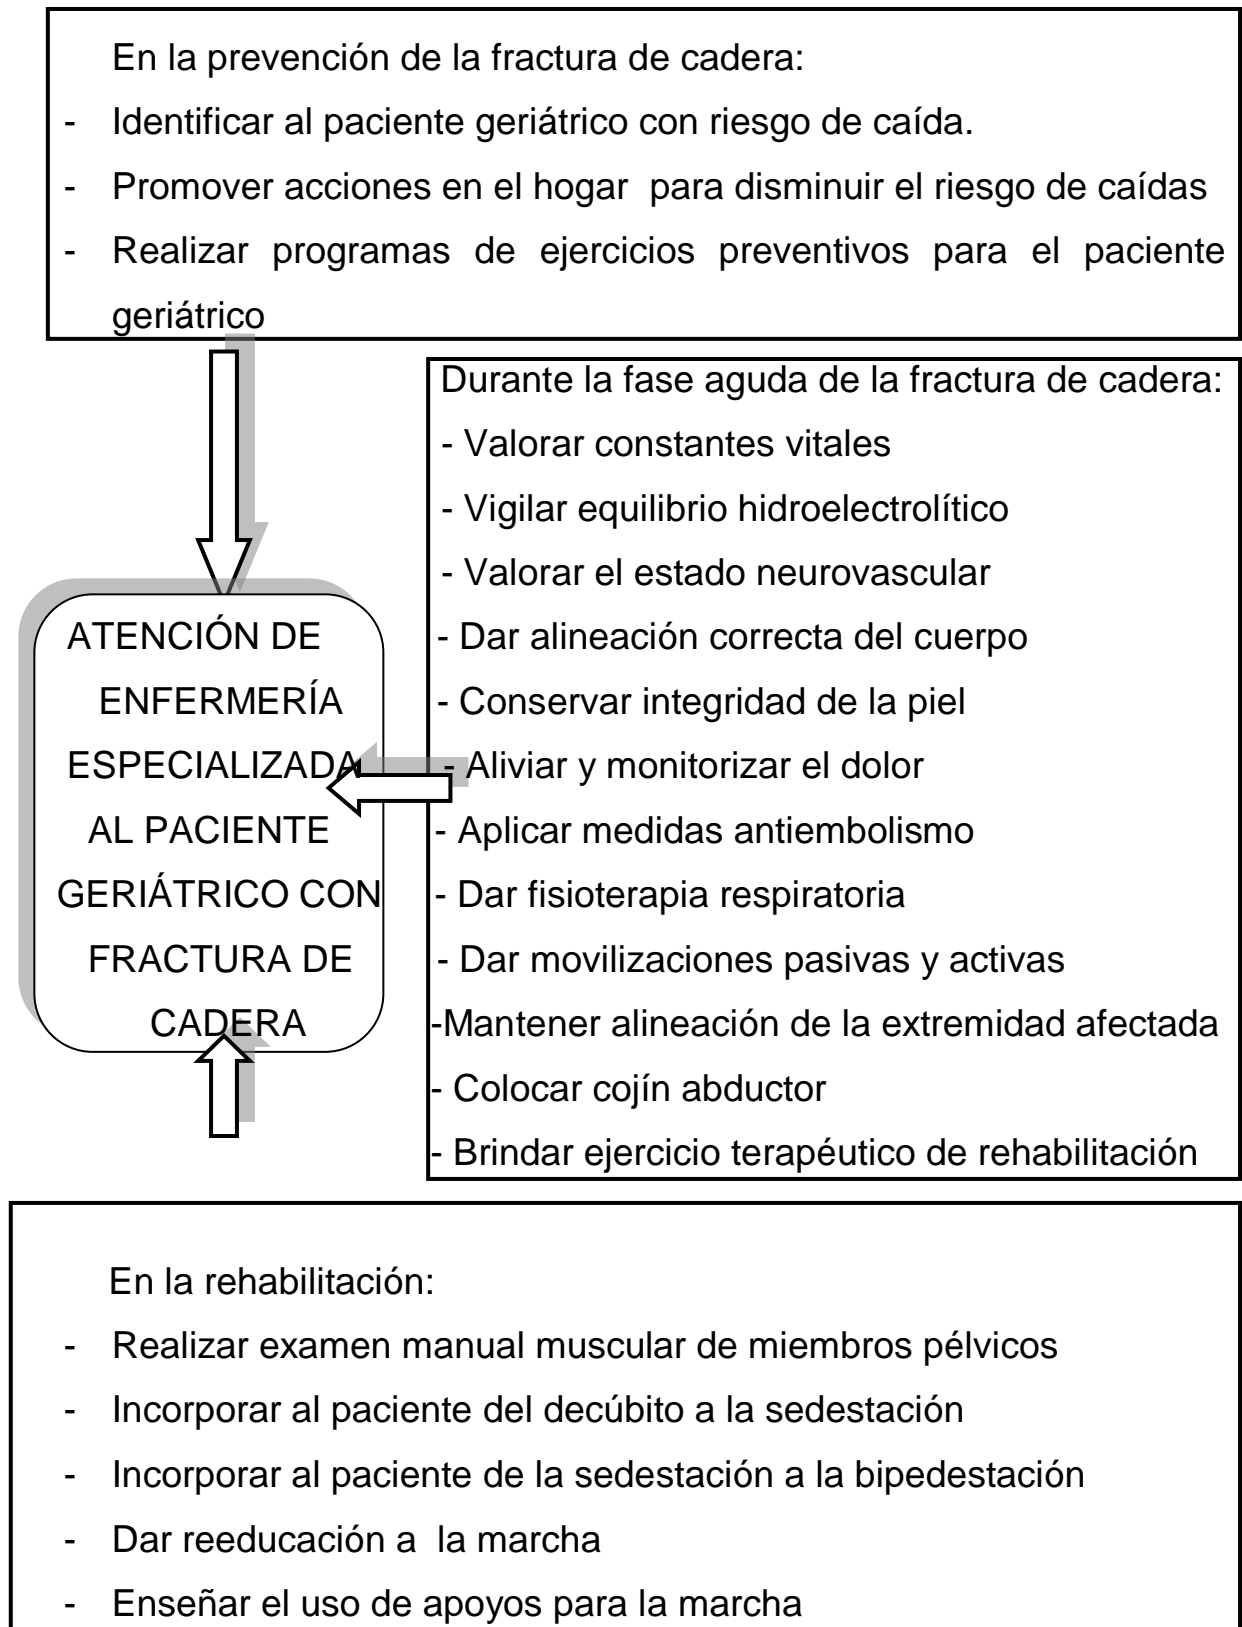 En la prevención de la fractura de cadera:
- Identificar al paciente geriátrico con riesgo de caída.
- Promover acciones en el hogar para disminuir el riesgo de caídas
- Realizar programas de ejercicios preventivos para el paciente
geriátrico
Durante la fase aguda de la fractura de cadera:
- Valorar constantes vitales
- Vigilar equilibrio hidroelectrolítico
- Valorar el estado neurovascular
- Dar alineación correcta del cuerpo
- Conservar integridad de la piel
- Aliviar y monitorizar el dolor
- Aplicar medidas antiembolismo
- Dar fisioterapia respiratoria
- Dar movilizaciones pasivas y activas
-Mantener alineación de la extremidad afectada
- Colocar cojín abductor
- Brindar ejercicio terapéutico de rehabilitación
ATENCIÓN DE
ENFERMERÍA
ESPECIALIZADA
AL PACIENTE
GERIÁTRICO CON
FRACTURA DE
CADERA
En la rehabilitación:
- Realizar examen manual muscular de miembros pélvicos
- Incorporar al paciente del decúbito a la sedestación
- Incorporar al paciente de la sedestación a la bipedestación
- Dar reeducación a la marcha
- Enseñar el uso de apoyos para la marcha